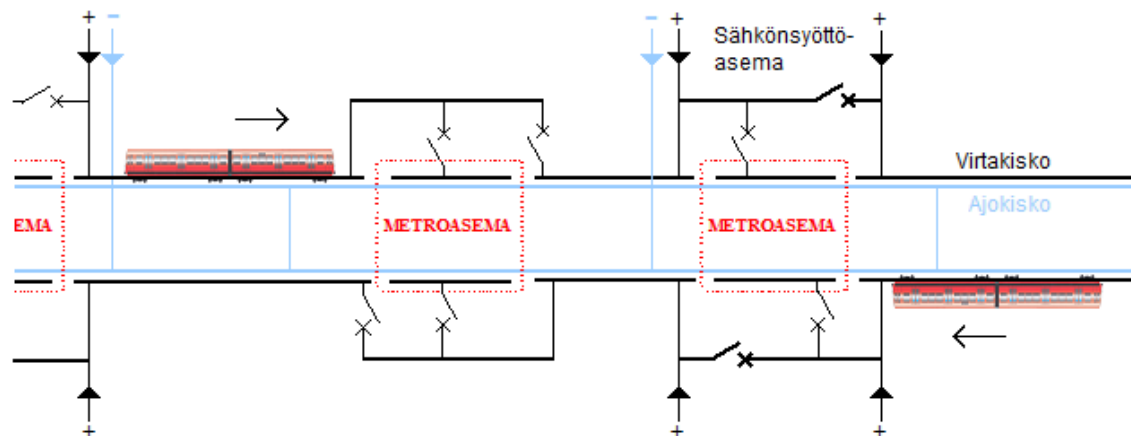 + − − + +
Sähkönsyöttö-
asema
Virtakisko
Ajokisko
EMA
METROASEMA
METROASEMA
+ + +